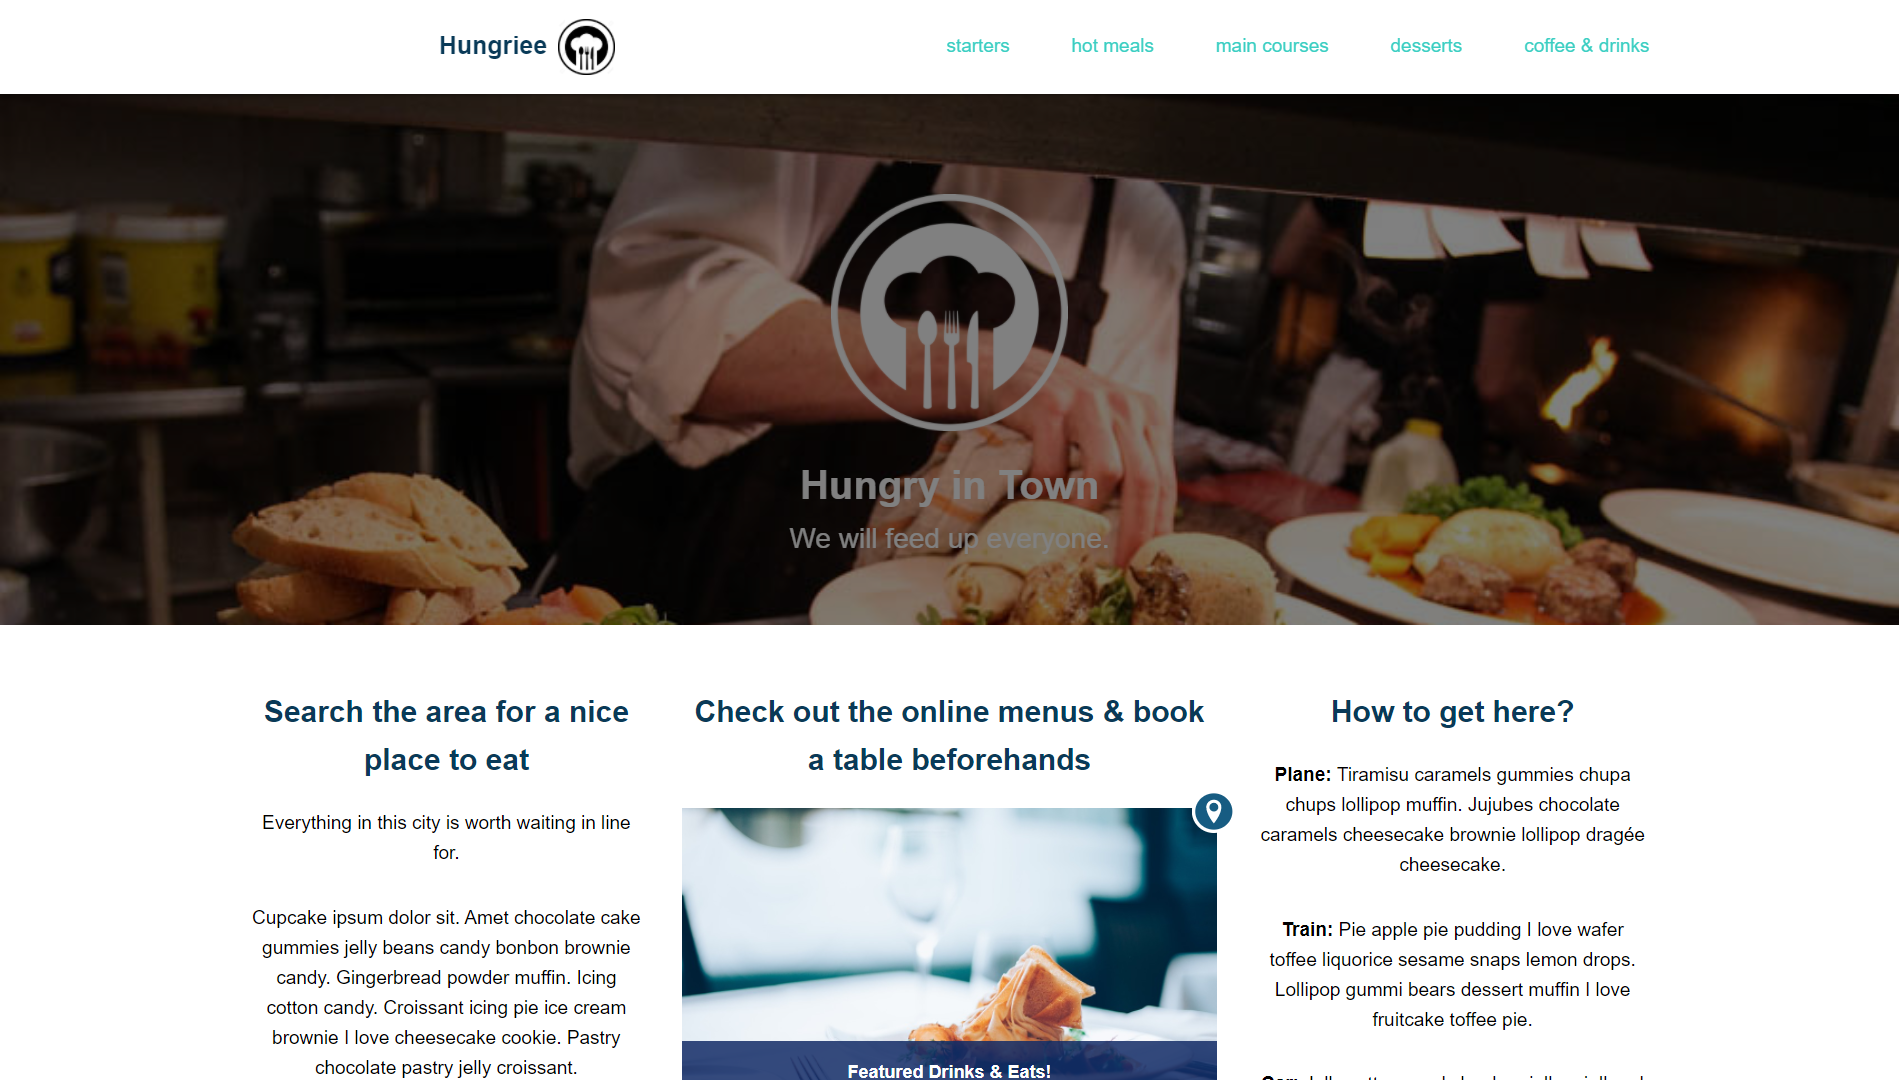 Hungriee
starters
hot meals
main courses
desserts
coffee & drinks
Hungry in Town
We will feed up everyone.
Search the area for a nice
place to eat
Everything in this city is worth waiting in line
for.
Cupcake ipsum dolor sit. Amet chocolate cake
gummies jelly beans candy bonbon brownie
candy. Gingerbread powder muffin. Icing
cotton candy. Croissant icing pie ice cream
brownie I love cheesecake cookie. Pastry
chocolate pastry jelly croissant.
Check out the online menus & book
a table beforehands
Featured Drinks & Eats!
How to get here?
Plane: Tiramisu caramels gummies chupa
chups lollipop muffin. Jujubes chocolate
caramels cheesecake brownie lollipop dragée
cheesecake.
Train: Pie apple pie pudding I love wafer
toffee liquorice sesame snaps lemon drops.
Lollipop gummi bears dessert muffin I love
fruitcake toffee pie.